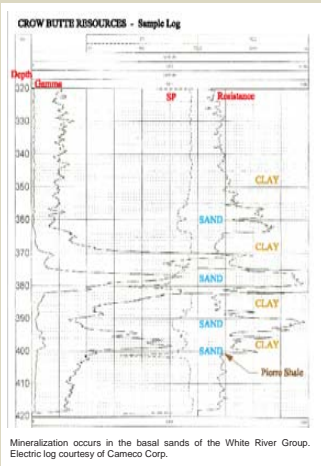 CROW BUTTE RESOURCES - Sample Log
Depth
Gamma
SP
Resistance
320
330
340
350
CLAY
360
SAND
370
CLAY
380
SAND
CLAY
390
SAND
CLAY
400
SAND
Pierre Shale
410
420
Mineralization occurs in the basal sands of the White River Group.
Electric log courtesy of Cameco Corp.